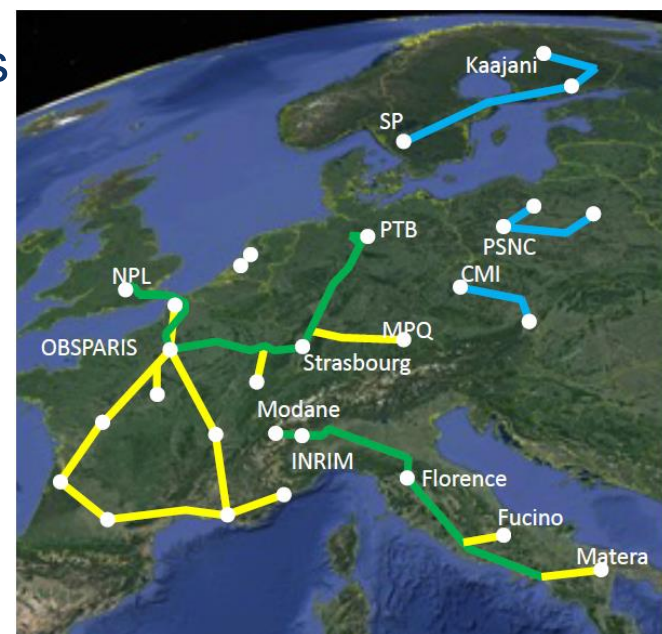 s
Kaajani
SP
PTB
PSNC
NPL
CMI
OBSPARIS
MPQ
Strasbourg
Modane
INRIM
Florence
Fucino
Matera